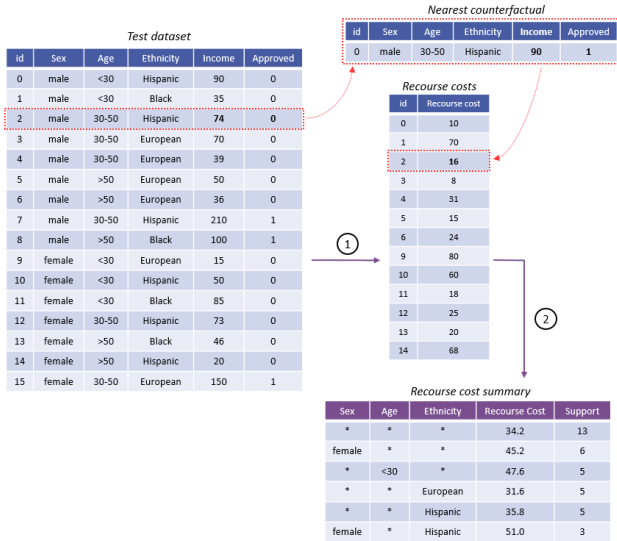 Nearest counterfactual
id Sex Age Ethnicity Income Approved
0 male 30-50 Hispanic 90 1
Test dataset
id Sex Age Ethnicity Income Approved
0 male <30 Hispanic 90 0
1 male <30 Black 35 0
2 male 30-50 Hispanic 74 0
3 male 30-50 European 70 0
4 male 30-50 European 39 0
5 male >50 European 50 0
6 male >50 European 36 0
7 male 30-50 Hispanic 210 1
8 male >50 Black 100 1
9 female <30 European 15 0
10 female <30 Hispanic 50 0
11 female <30 Black 85 0
12 female 30-50 Hispanic 73 0
13 female >50 Black 46 0
14 female >50 Hispanic 20 0
15 female 30-50 European 150 1
Recourse costs
id Recourse cost
0 10
1 70
2 16
3 8
4 31
5 15
6 24
9 80
10 60
11 18
12 25
13 20
14 68
1
2
Recourse cost summary
Sex Age Ethnicity Recourse Cost Support
* * * 34.2 13
female * * 45.2 6
* <30 * 47.6 5
* * European 31.6 5
* * Hispanic 35.8 5
female * Hispanic 51.0 3